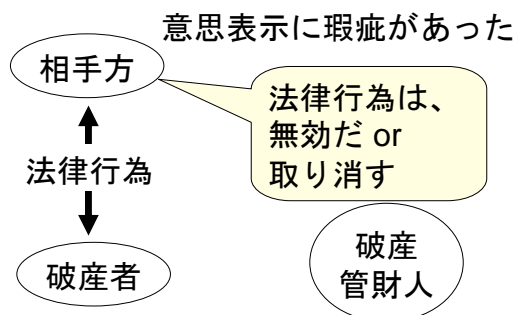 意思表示に瑕疵があった
相手方
法律行為は、
無効だ or
取り消す
法律行為
破産者
破産
管財人